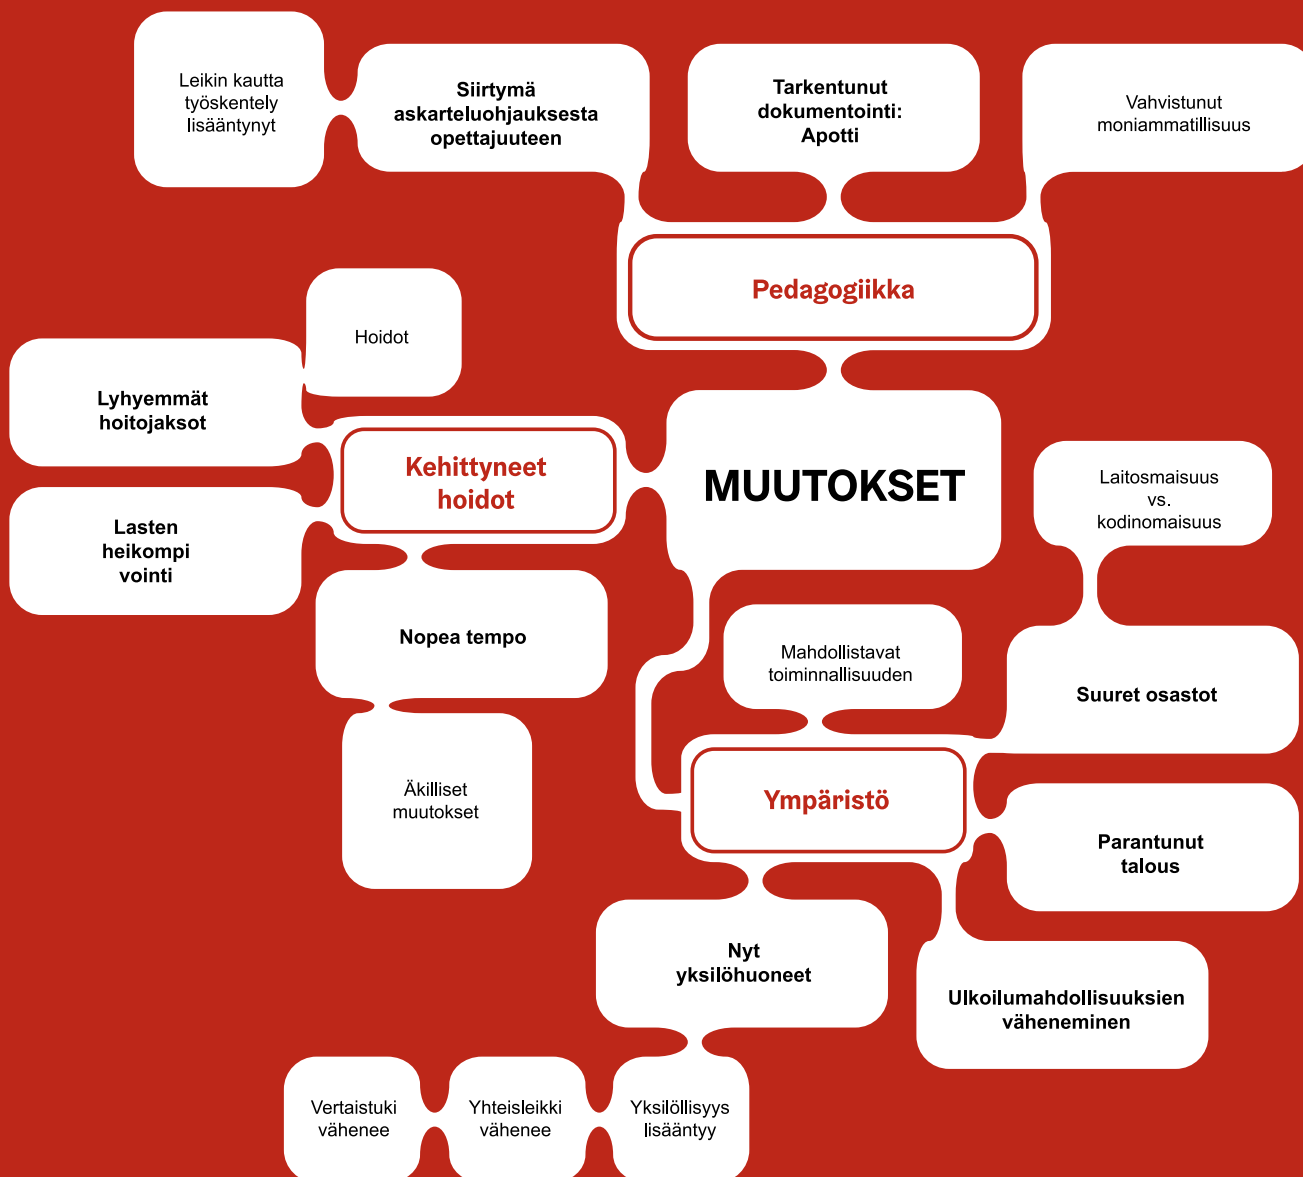 Leikin kautta
työskentely
lisääntynyt
Siirtymä
askarteluohjauksesta
opettajuuteen
Tarkentunut
dokumentointi:
Apotti
Vahvistunut
moniammatillisuus
Pedagogiikka
Hoidot
Lyhyemmät
hoitojaksot
Kehittyneet
hoidot
MUUTOKSET
Laitosmaisuus
vs.
kodinomaisuus
Lasten
heikompi
vointi
Nopea tempo
Mahdollistavat
toiminnallisuuden
Suuret osastot
Äkilliset
muutokset
Ympäristö
Parantunut
talous
Nyt
yksilöhuoneet
Ulkoilumahdollisuuksien
väheneminen
Vertaistuki
vähenee
Yhteisleikki
vähenee
Yksilöllisyys
lisääntyy